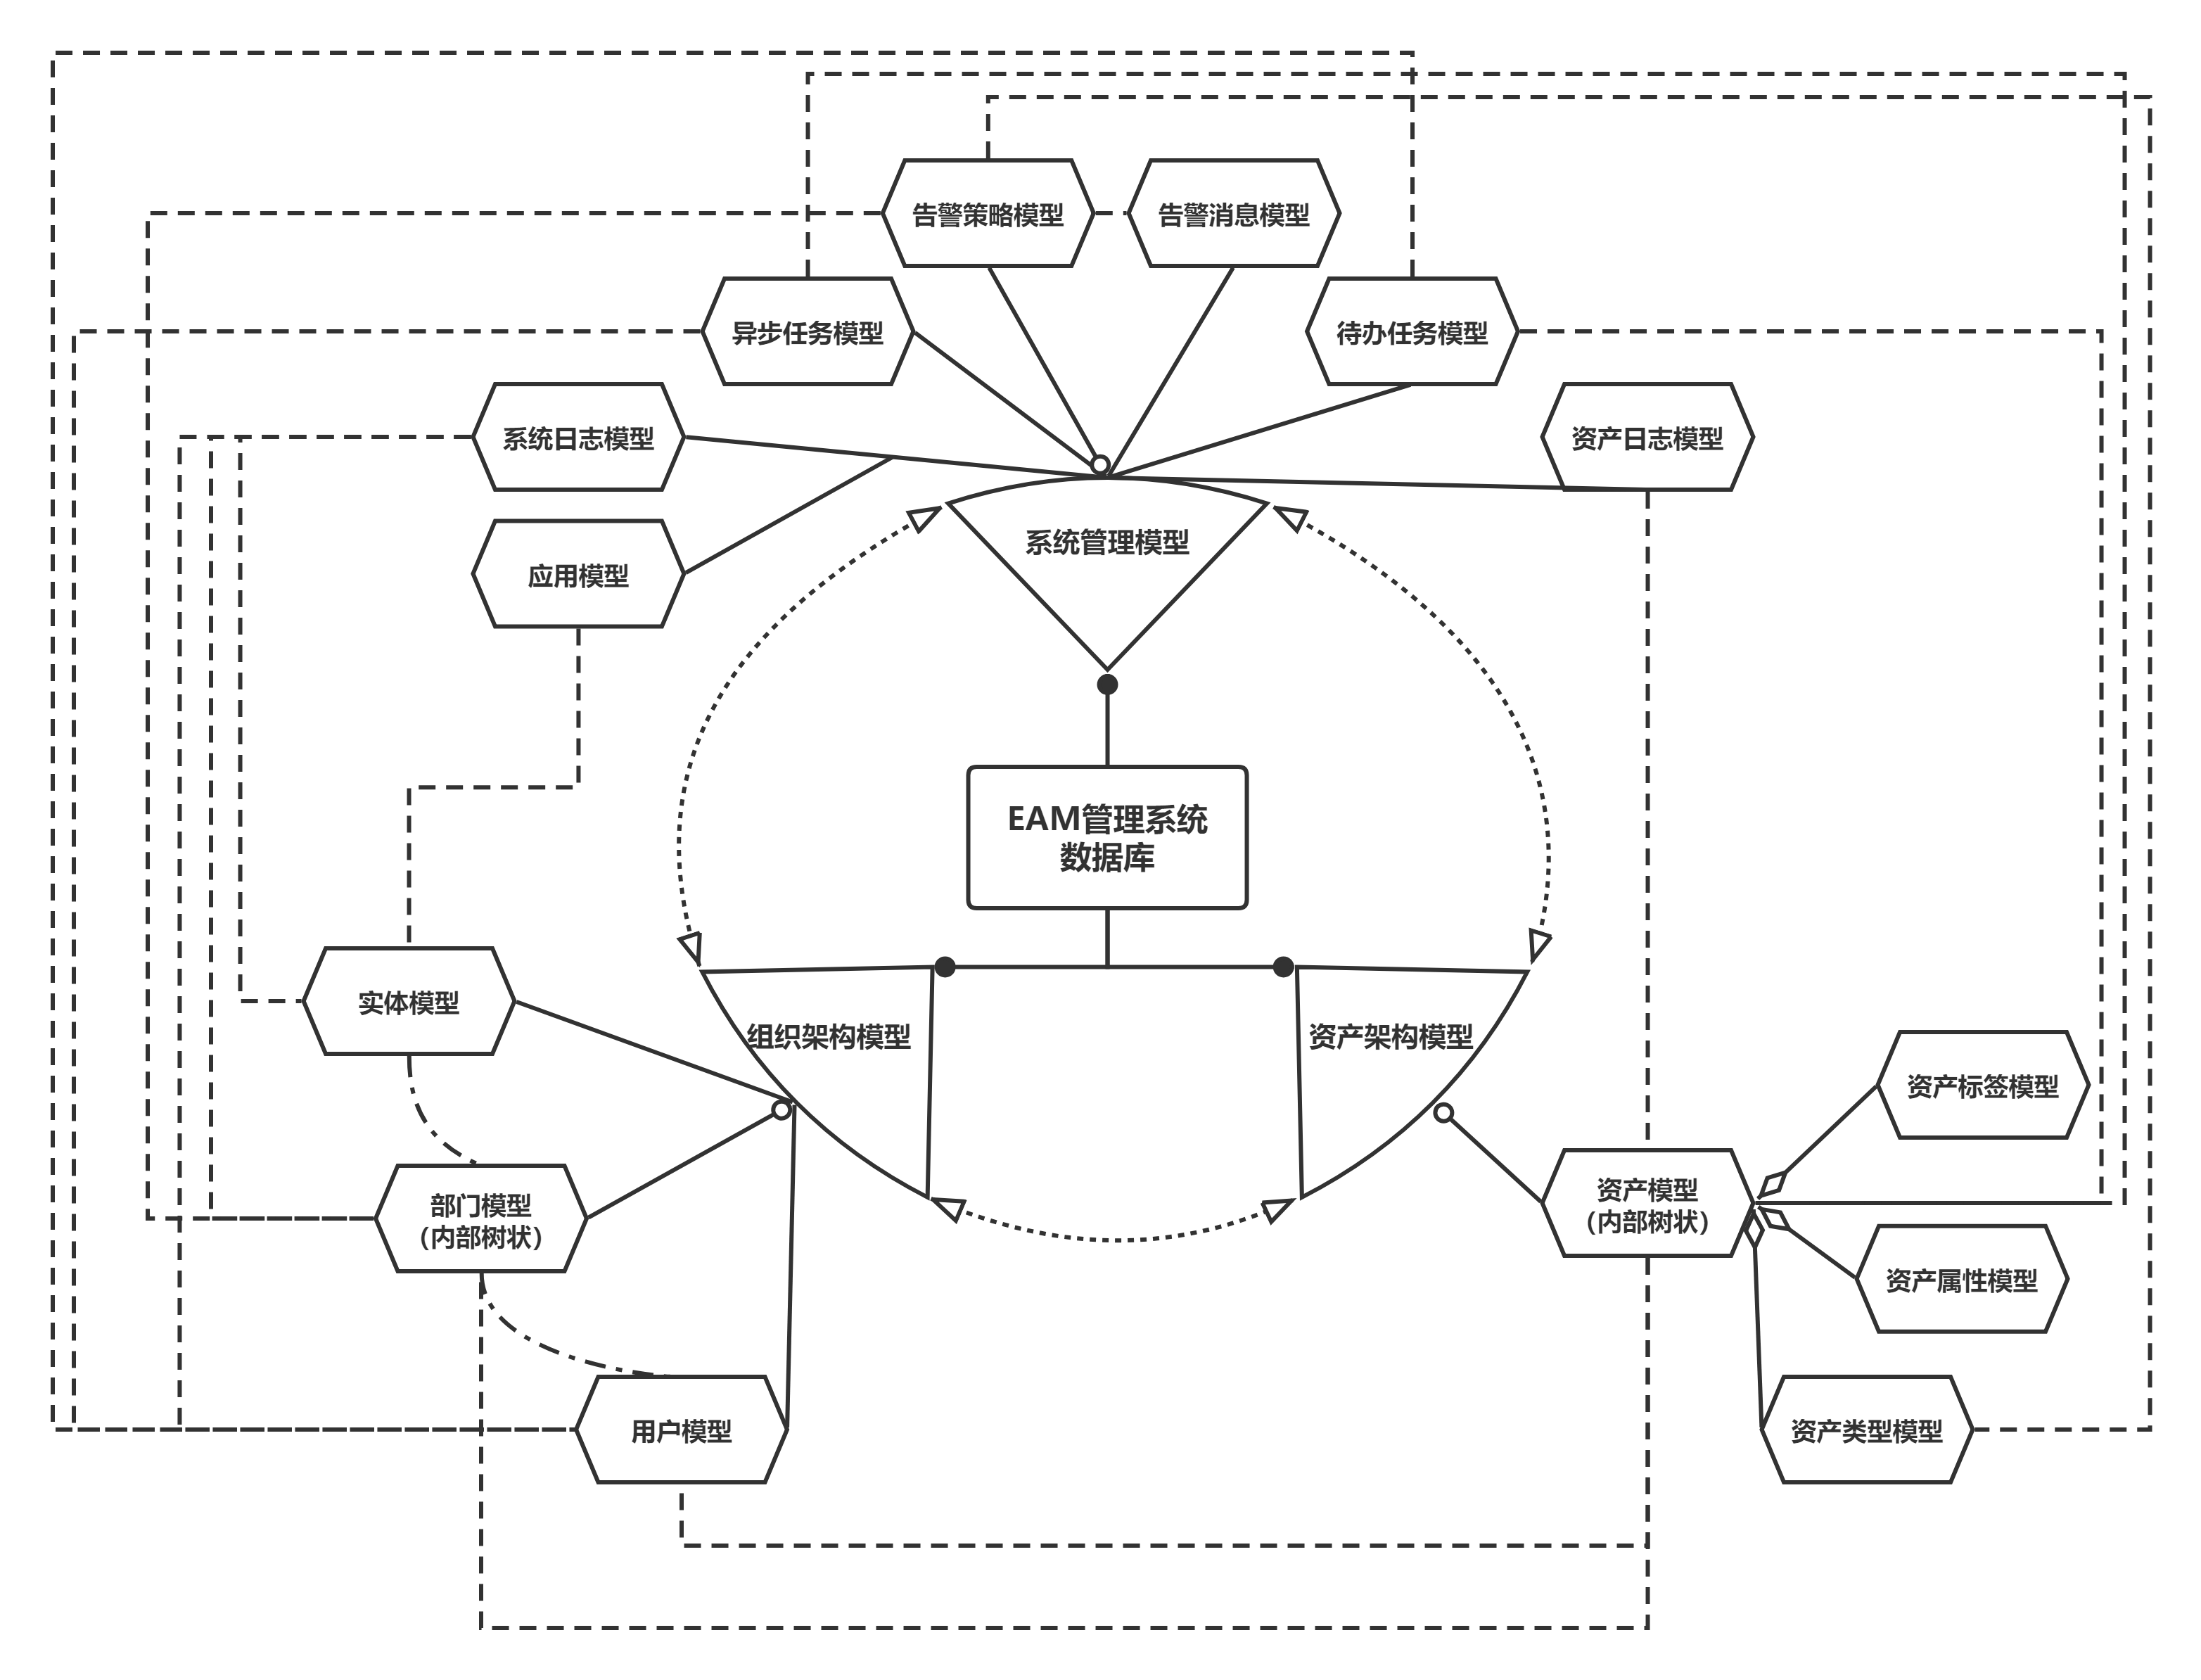 告警策略模型
告警消息模型
异步任务模型
待办任务模型
系统日志模型
资产日志模型
系统管理模型
应用模型
EAM管理系统
数据库
实体模型
组织架构模型
资产架构模型
资产标签模型
部门模型
（内部树状）
资产模型
（内部树状）
资产属性模型
用户模型
资产类型模型